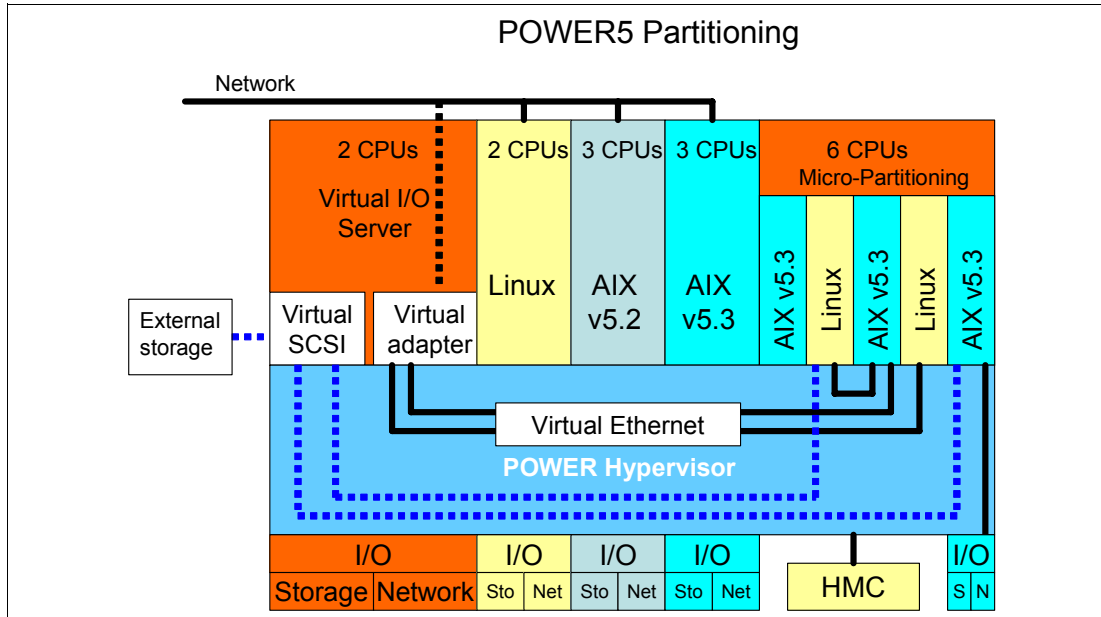 POWER5 Partitioning
Network
2 CPUs
2 CPUs
3 CPUs
3 CPUs
6 CPUs
Micro-Partitioning
Virtual I/O
Server
Linux
AIX
v5.2
AIX
v5.3
AIX v5.3
Linux
AIX v5.3
Linux
AIX v5.3
External
storage
Virtual
SCSI
Virtual
adapter
Virtual Ethernet
POWER Hypervisor
I/O
Storage
Network
I/O
Sto
Net
I/O
Sto
Net
I/O
Sto
Net
HMC
I/O
S
N